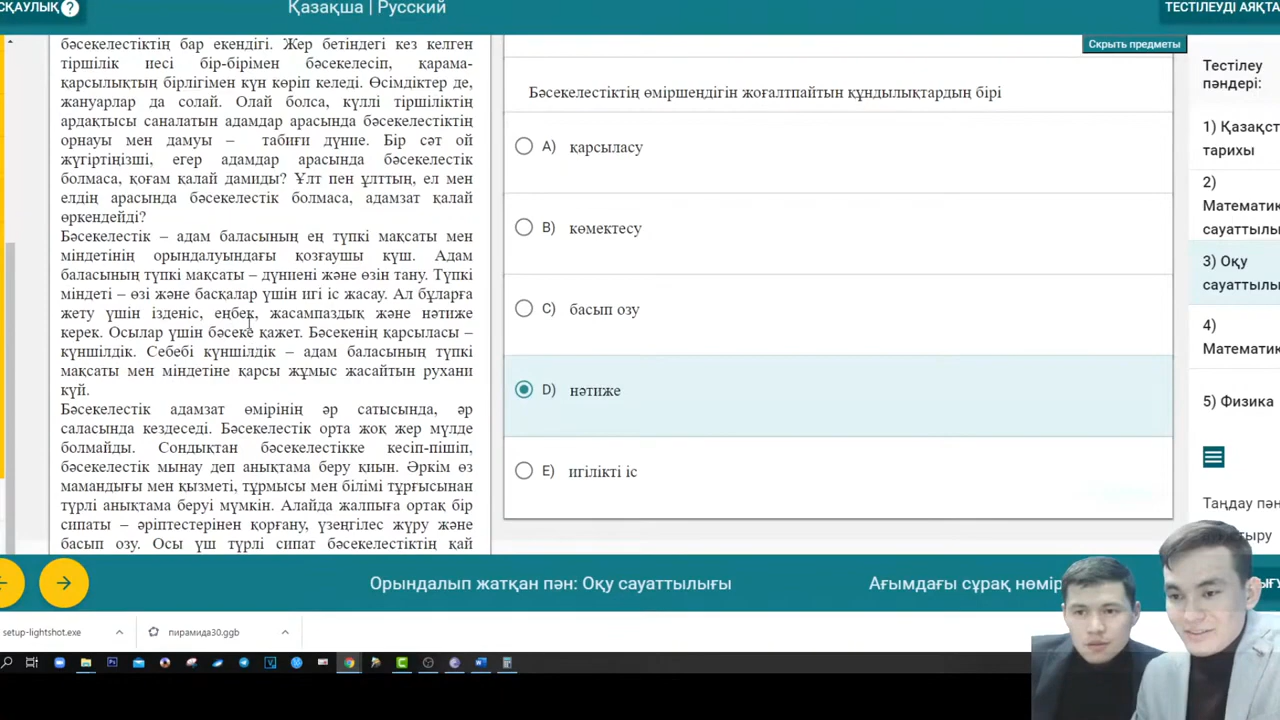 СҚАУЛЫҚ ?
Қазақша | Русский
ТЕСТІЛЕУДІ АЯҚТА
бәсекелестіктің бар екендігі. Жер бетіндегі кез келген
тіршілік иесі бір-бірімен бәсекелесіп, қарама-
қарсылықтың бірлігімен күн көріп келеді. Өсімдіктер де,
жануарлар да солай. Олай болса, күллі тіршіліктің
ардақтысы саналатын адамдар арасында бәсекелестіктің
орнауы мен дамуы – табиғи дүние. Бір сәт ой
жүгіртіңізші, егер адамдар арасында бәсекелестік
болмаса, қоғам қалай дамиды? Ұлт пен ұлттың, ел мен
елдің арасында бәсекелестік болмаса, адамзат қалай
өркендейді?
Бәсекелестік – адам баласының ең түпкі мақсаты мен
міндетінің орындалуындағы қозғаушы күш. Адам
баласының түпкі мақсаты – дүниені және өзін тану. Түпкі
міндеті – өзі және басқалар үшін игі іс жасау. Ал бұларға
жету үшін ізденіс, еңбек, жасампаздық және нәтиже
керек. Осылар үшін бәсеке қажет. Бәсекенің қарсыласы –
күншілдік. Себебі күншілдік – адам баласының түпкі
мақсаты мен міндетіне қарсы жұмыс жасайтын рухани
күй.
Бәсекелестік адамзат өмірінің әр сатысында, әр
саласында кездеседі. Бәсекелестік орта жоқ жер мүлде
болмайды. Сондықтан бәсекелестікке кесіп-пішіп,
бәсекелестік мынау деп анықтама беру қиын. Әркім өз
мамандығы мен қызметі, тұрмысы мен білімі тұрғысынан
түрлі анықтама беруі мүмкін. Алайда жалпыға ортақ бір
сипаты – әріптестерінен қорғану, үзеңгілес жүру және
басып озу. Осы үш түрлі сипат бәсекелестіктің қай
Скрыть предметы
Бәсекелестіктің өміршеңдігін жоғалтпайтын құндылықтардың бірі
A) қарсыласу
B) көмектесу
C) басып озу
D) нәтиже
E) игілікті іс
Тестілеу
пәндері:
1) Қазақст
тарихы
2)
Математик
сауаттылы
3) Оқу
сауаттылы
4)
Математик
5) Физика
Таңдау пән
Орындалып жатқан пән: Оқу сауаттылығы
Ағымдағы сұрақ нөмір
setup-lightshot.exe
пирамида30.ggb